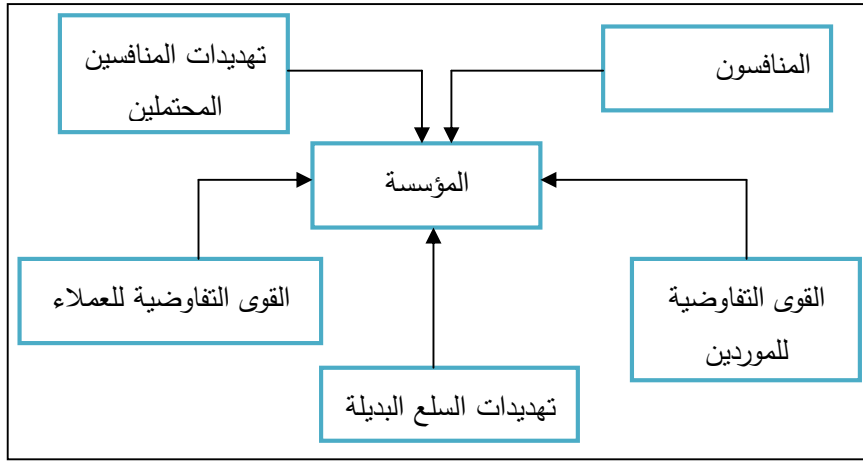 المنافسون
تهديدات المنافسين
المحتملين
المؤسسة
القوى التفاوضية
للموردين
القوى التفاوضية للعملاء
تهديدات السلع البديلة